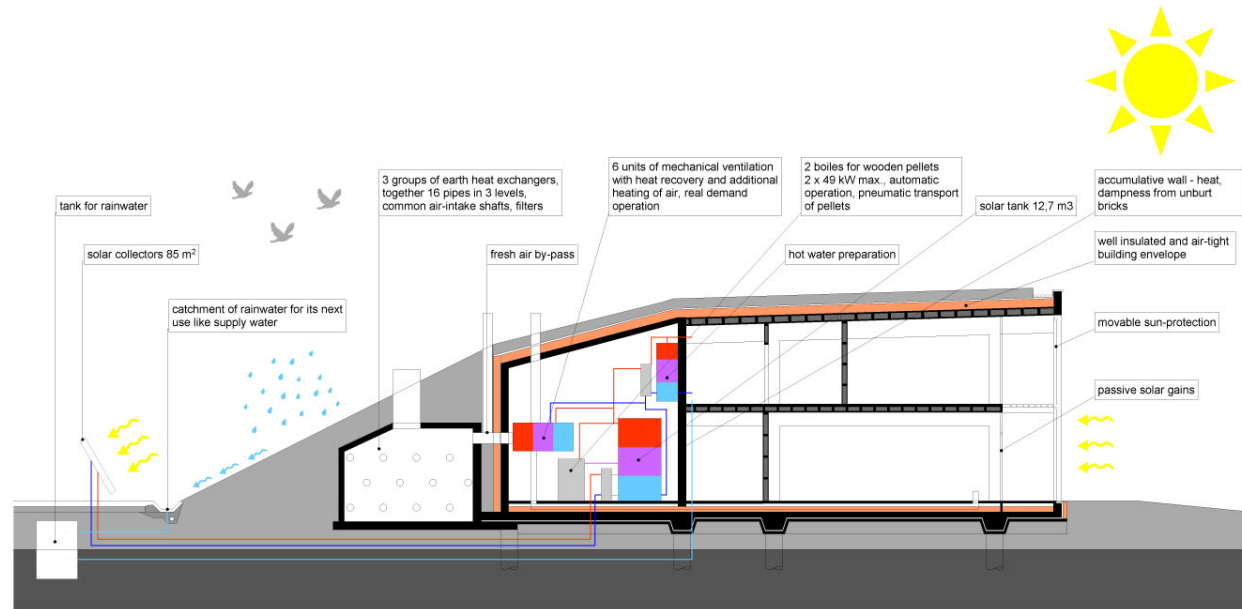 3 groups of earth heat exchangers,
together 16 pipes in 3 levels,
common air-intake shafts, filters
6 units of mechanical ventilation
with heat recovery and additional
heating of air, real demand
operation
2 boiles for wooden pellets
2 x 49 kW max., automatic
operation, pneumatic transport
of pellets
accumulative wall - heat,
dampness from unburt
bricks
tank for rainwater
solar tank 12,7 m3
solar collectors 85 m²
fresh air by-pass
hot water preparation
well insulated and air-tight
building envelope
catchment of rainwater for its next
use like supply water
movable sun-protection
passive solar gains